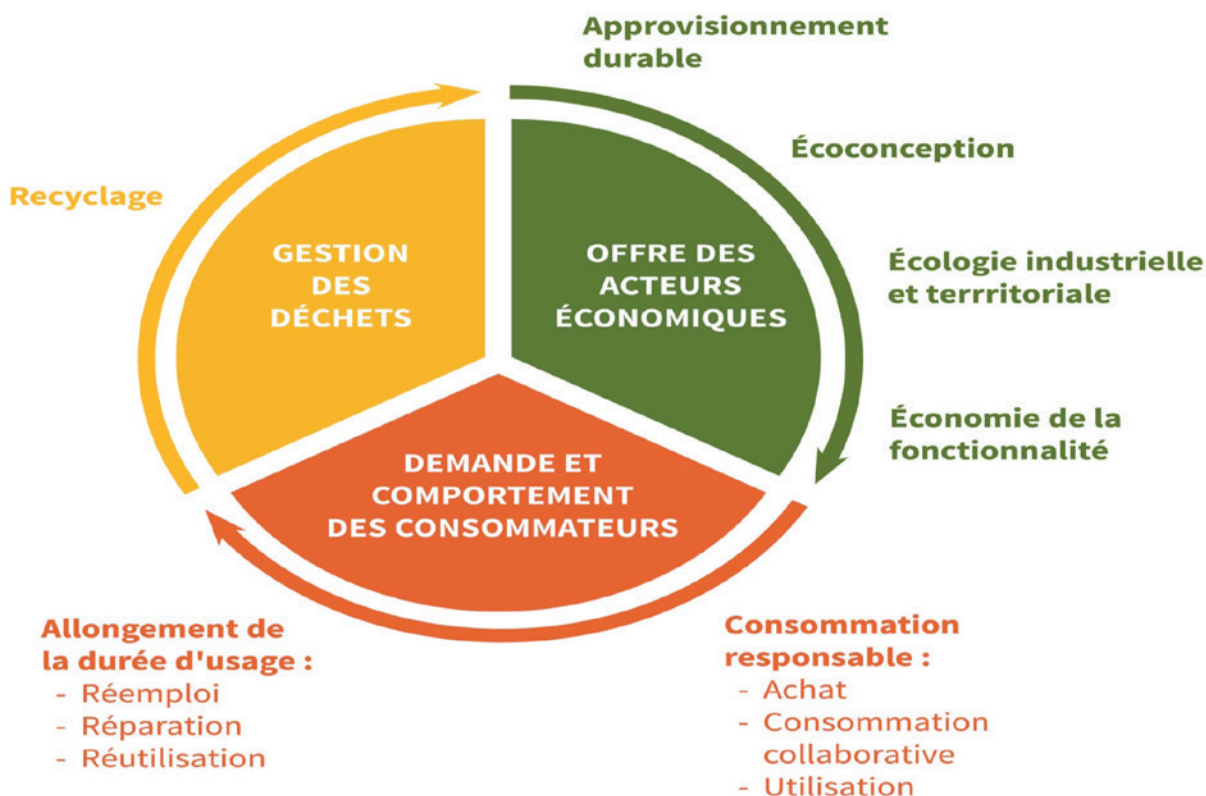 Approvisionnement
durable
Écoconception
Écologie industrielle
et terrritoriale
Économie de la
fonctionnalité
Recyclage
GESTION
DES
DÉCHETS
OFFRE DES
ACTEURS
ÉCONOMIQUES
DEMANDE ET
COMPORTEMENT
DES CONSOMMATEURS
Allongement de
la durée d'usage :
- Réemploi
- Réparation
- Réutilisation
Consommation
responsable :
- Achat
- Consommation
collaborative
- Utilisation